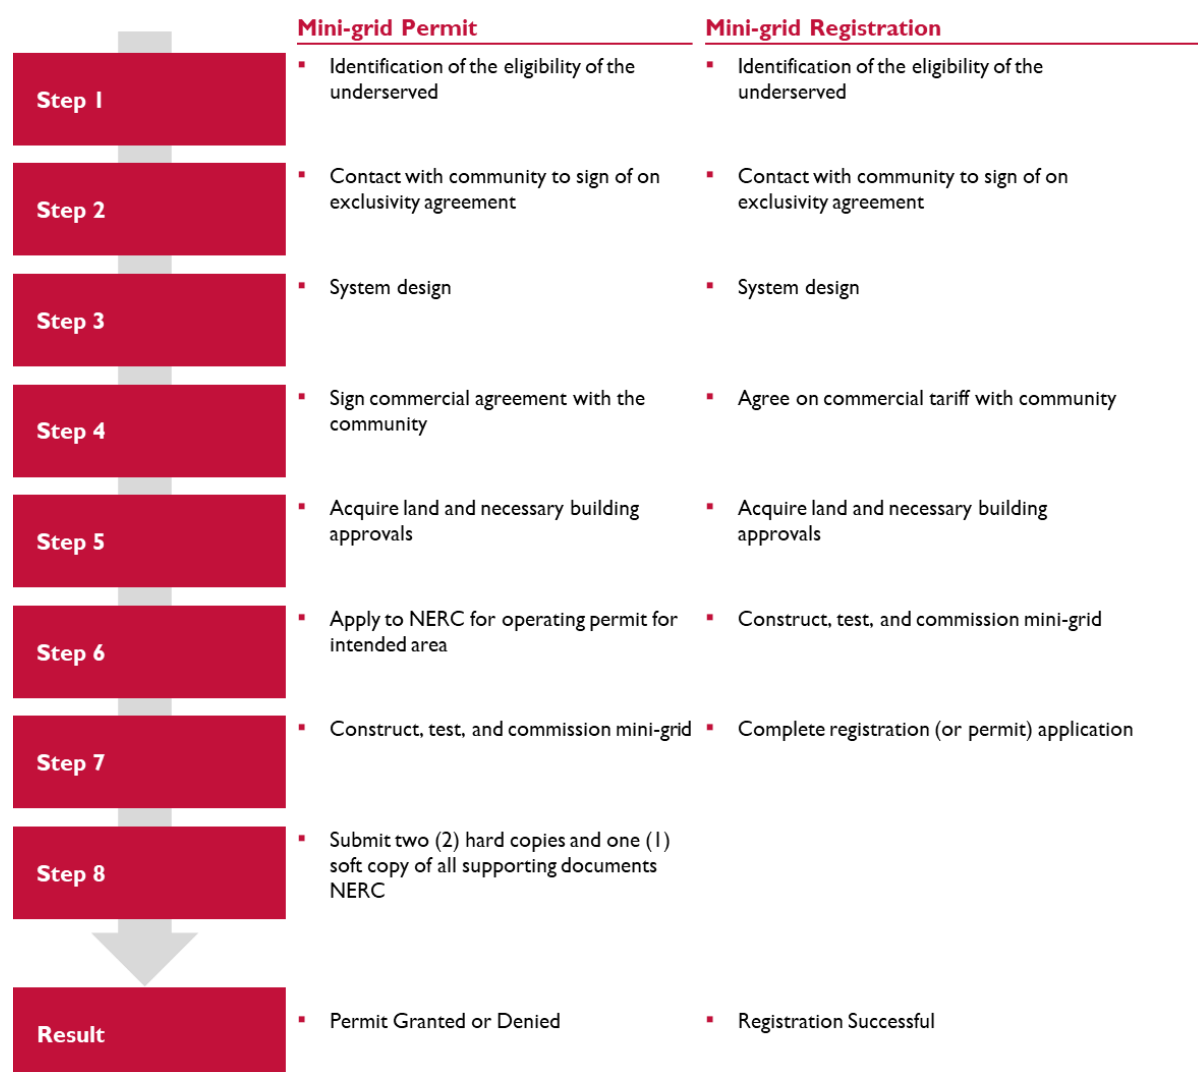 Mini-grid Permit
Mini-grid Registration
Step 1
Identification of the eligibility of the
underserved
Identification of the eligibility of the
underserved
Step 2
Contact with community to sign of on
exclusivity agreement
Contact with community to sign of on
exclusivity agreement
Step 3
System design
System design
Step 4
Sign commercial agreement with the
community
Agree on commercial tariff with community
Step 5
Acquire land and necessary building
approvals
Acquire land and necessary building
approvals
Step 6
Apply to NERC for operating permit for
intended area
Construct, test, and commission mini-grid
Step 7
Construct, test, and commission mini-grid
Complete registration (or permit) application
Step 8
Submit two (2) hard copies and one (1)
soft copy of all supporting documents
NERC
Result
Permit Granted or Denied
Registration Successful